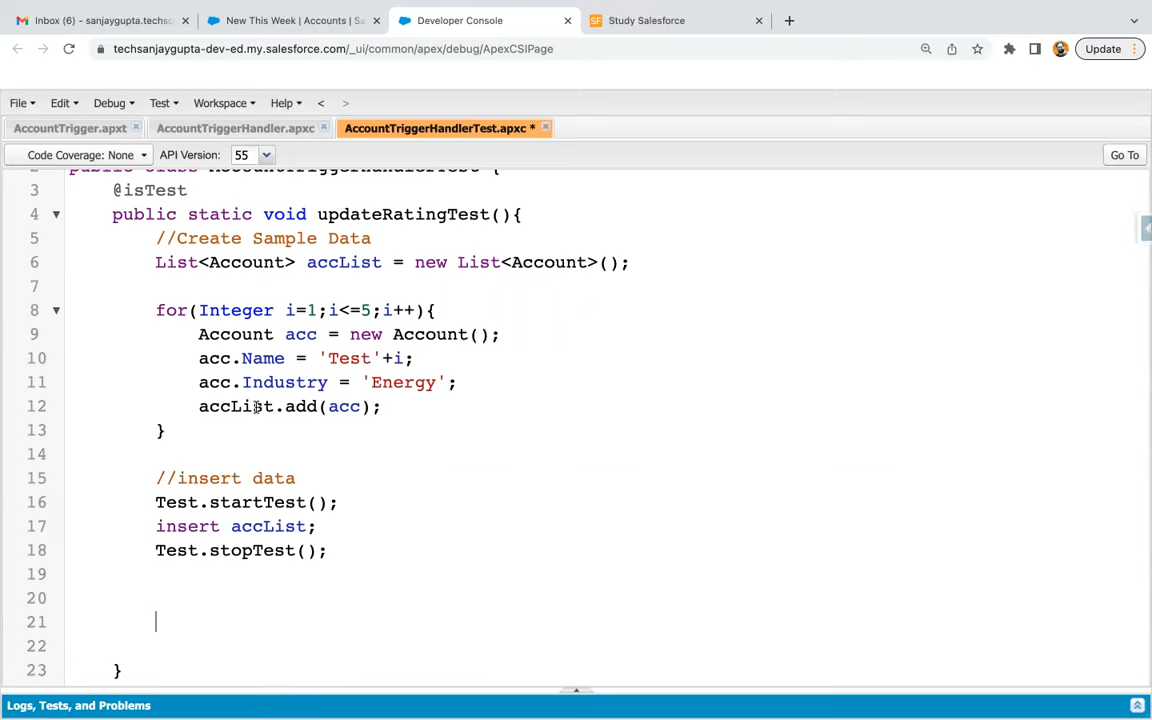 Inbox (6) - sanjaygupta.techsc
New This Week | Accounts | Sa
Developer Console
SF Study Salesforce
techsanjaygupta-dev-ed.my.salesforce.com/_ui/common/apex/debug/ApexCSIPage
Update
File Edit Debug Test Workspace Help < >
AccountTrigger.apxt AccountTriggerHandler.apxc AccountTriggerHandlerTest.apxc *
Code Coverage: None API Version: 55 Go To
2 public class AccountTriggerHandlerTest {
3 @isTest
4 public static void updateRatingTest(){
5 //Create Sample Data
6 List<Account> accList = new List<Account>();
7
8 for(Integer i=1;i<=5;i++){
9 Account acc = new Account();
10 acc.Name = 'Test'+i;
11 acc.Industry = 'Energy';
12 accList.add(acc);
13 }
14
15 //insert data
16 Test.startTest();
17 insert accList;
18 Test.stopTest();
19
20
21
22
23 }
Logs, Tests, and Problems